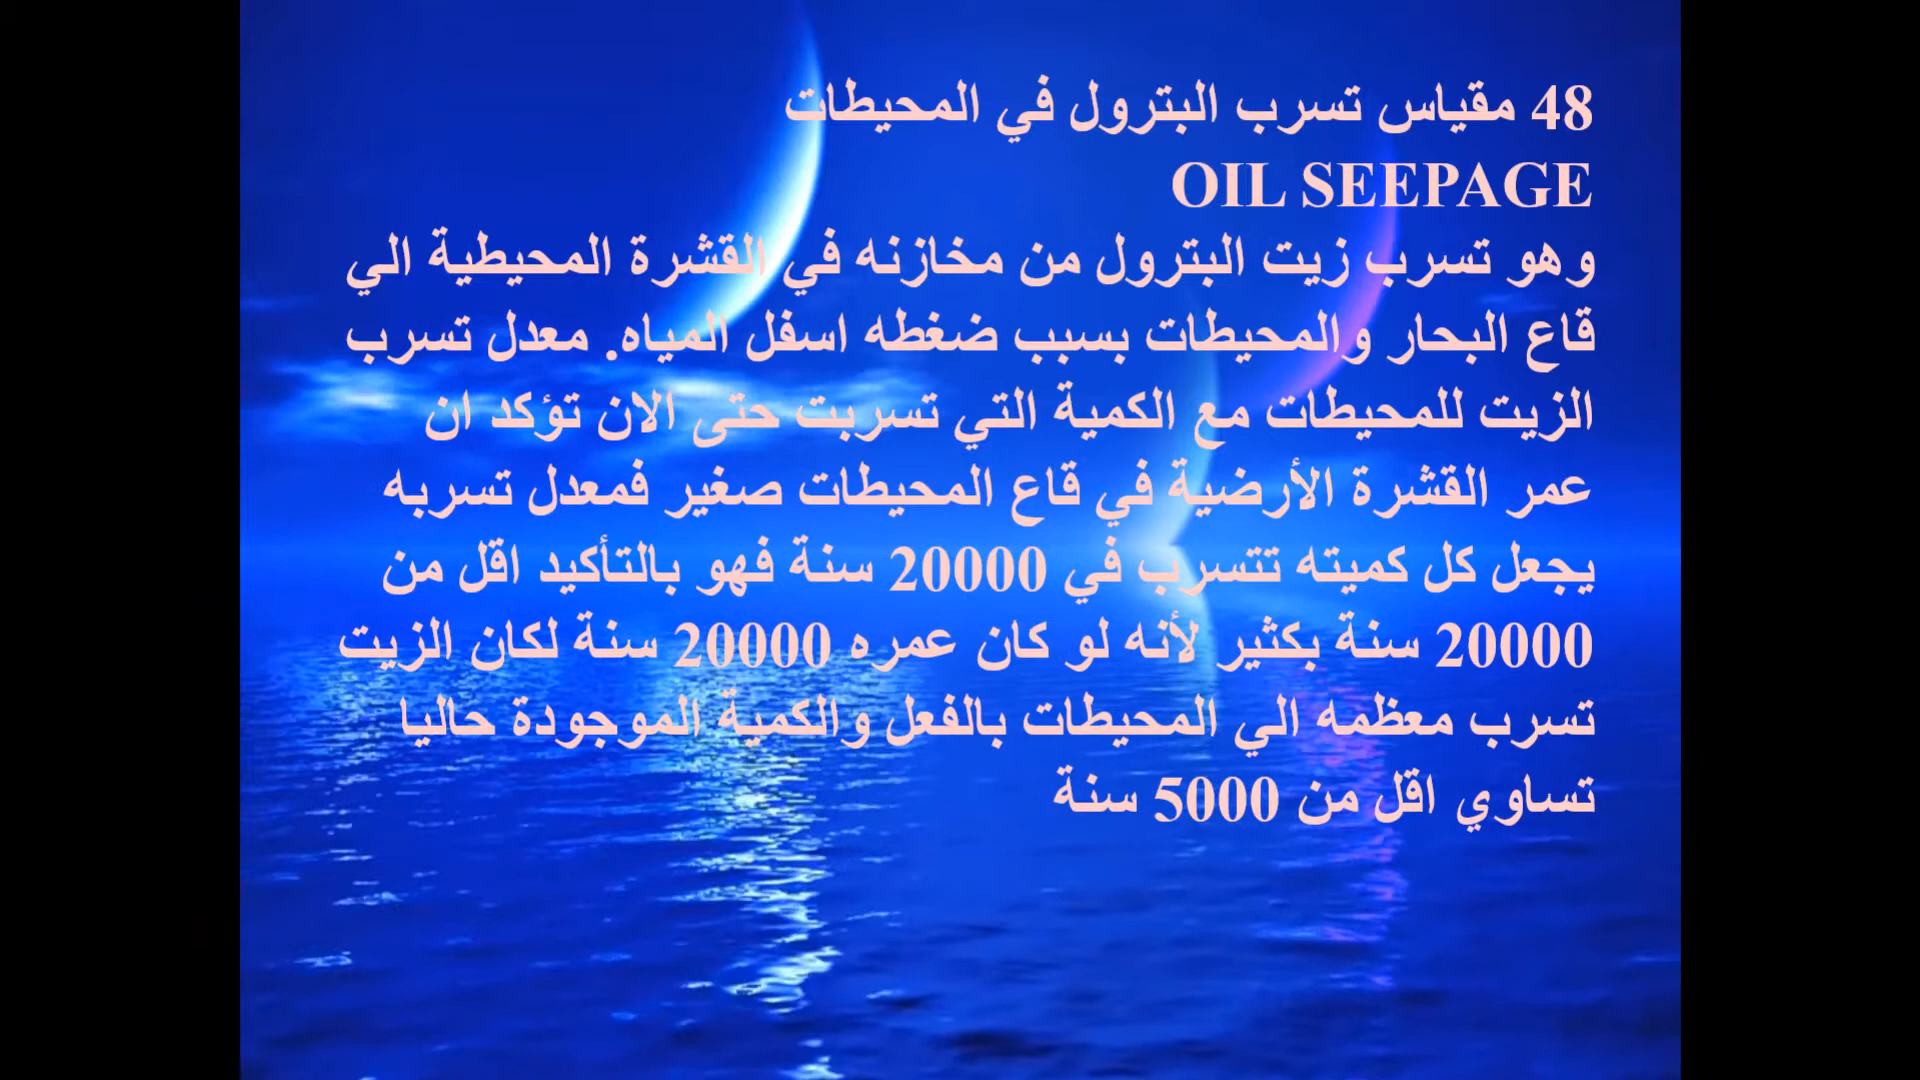 48 مقياس تسرب البترول في المحيطات
OIL SEEPAGE
وهو تسرب زيت البترول من مخازنه في القشرة المحيطية الي
قاع البحار والمحيطات بسبب ضغطه اسفل المياه. معدل تسرب
الزيت للمحيطات مع الكمية التي تسربت حتى الان تؤكد ان
عمر القشرة الأرضية في قاع المحيطات صغير فمعدل تسربه
يجعل كل كميته تتسرب في 20000 سنة فهو بالتأكيد اقل من
20000 سنة بكثير لأنه لو كان عمره 20000 سنة لكان الزيت
تسرب معظمه الي المحيطات بالفعل والكمية الموجودة حاليا
تساوي اقل من 5000 سنة